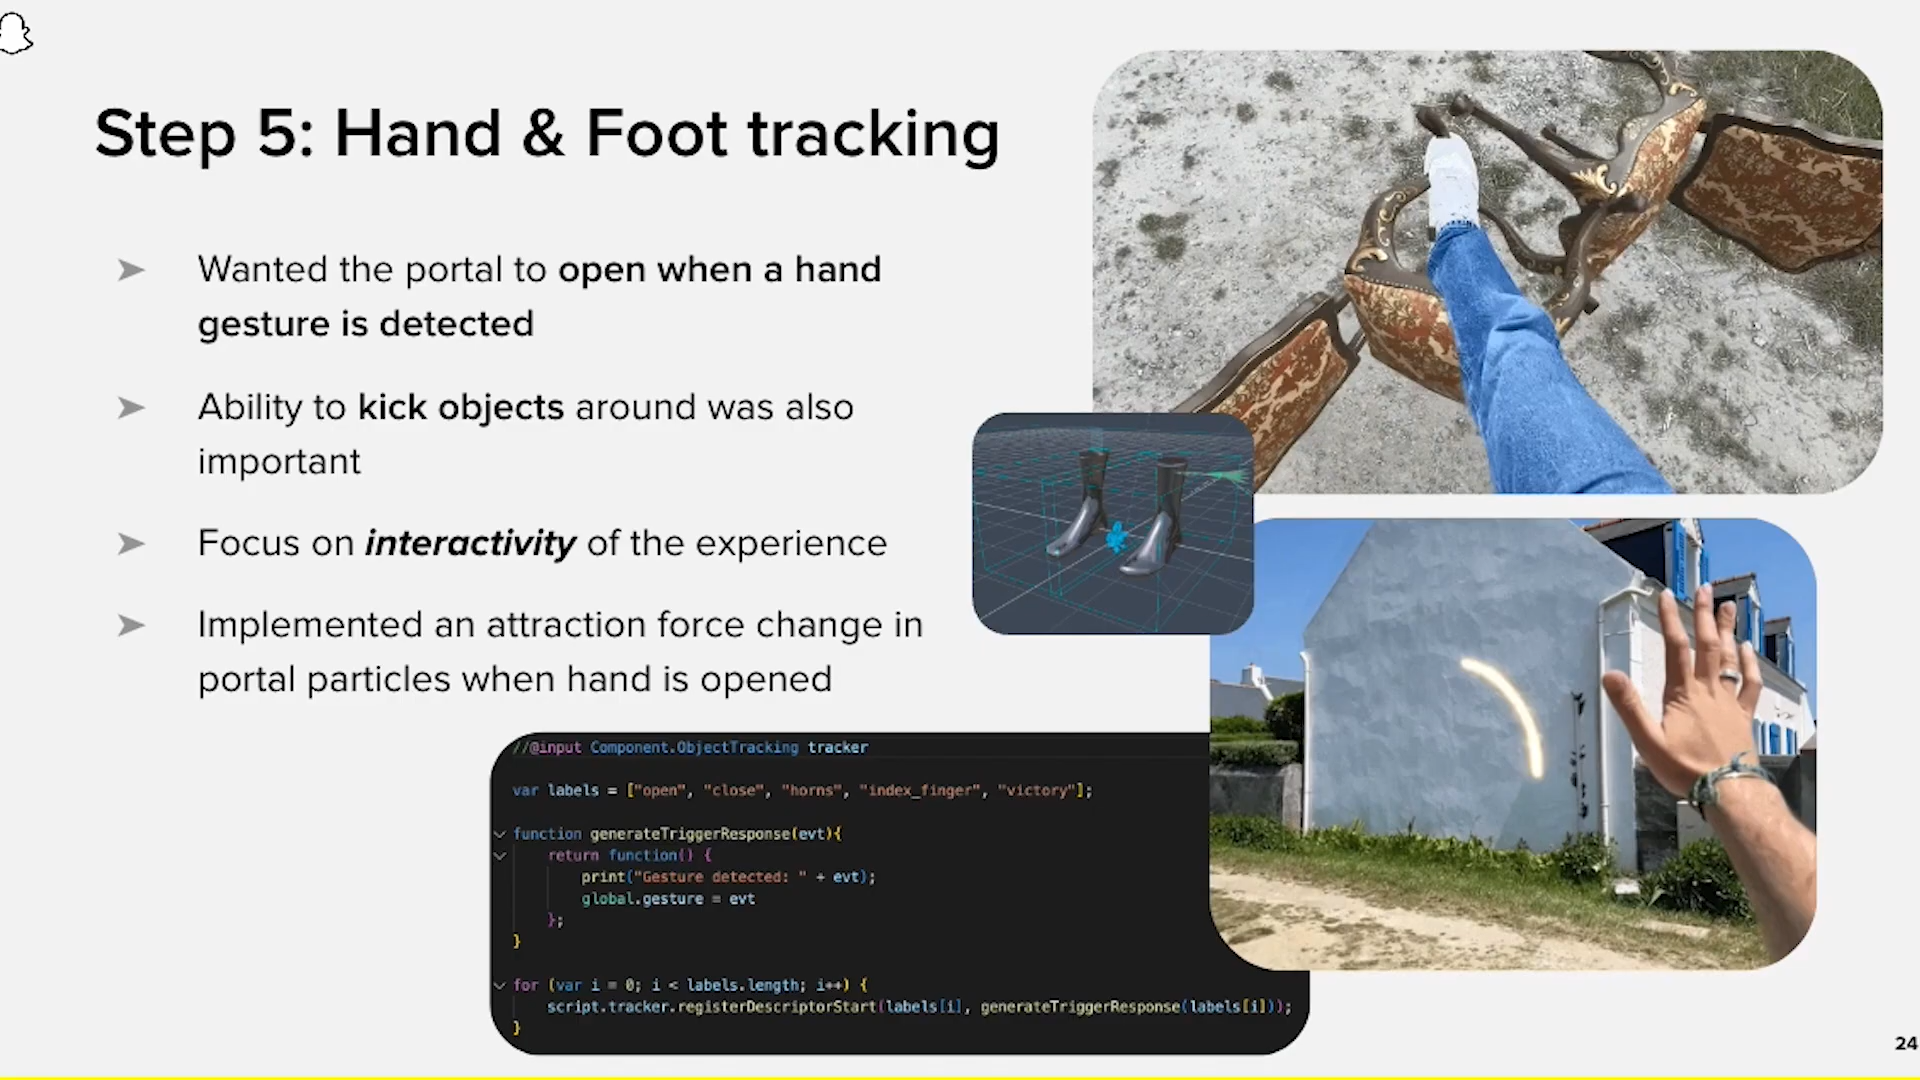 Step 5: Hand & Foot tracking
➤ Wanted the portal to open when a hand
gesture is detected
➤ Ability to kick objects around was also
important
➤ Focus on interactivity of the experience
➤ Implemented an attraction force change in
portal particles when hand is opened
//@input Component.ObjectTracking tracker
var labels = ["open", "close", "horns", "index_finger", "victory"];
function generateTriggerResponse(evt){
return function() {
print("Gesture detected: " + evt);
global.gesture = evt
};
}
for (var i = 0; i < labels.length; i++) {
script.tracker.registerDescriptorStart(labels[i], generateTriggerResponse(labels[i]));
}
24